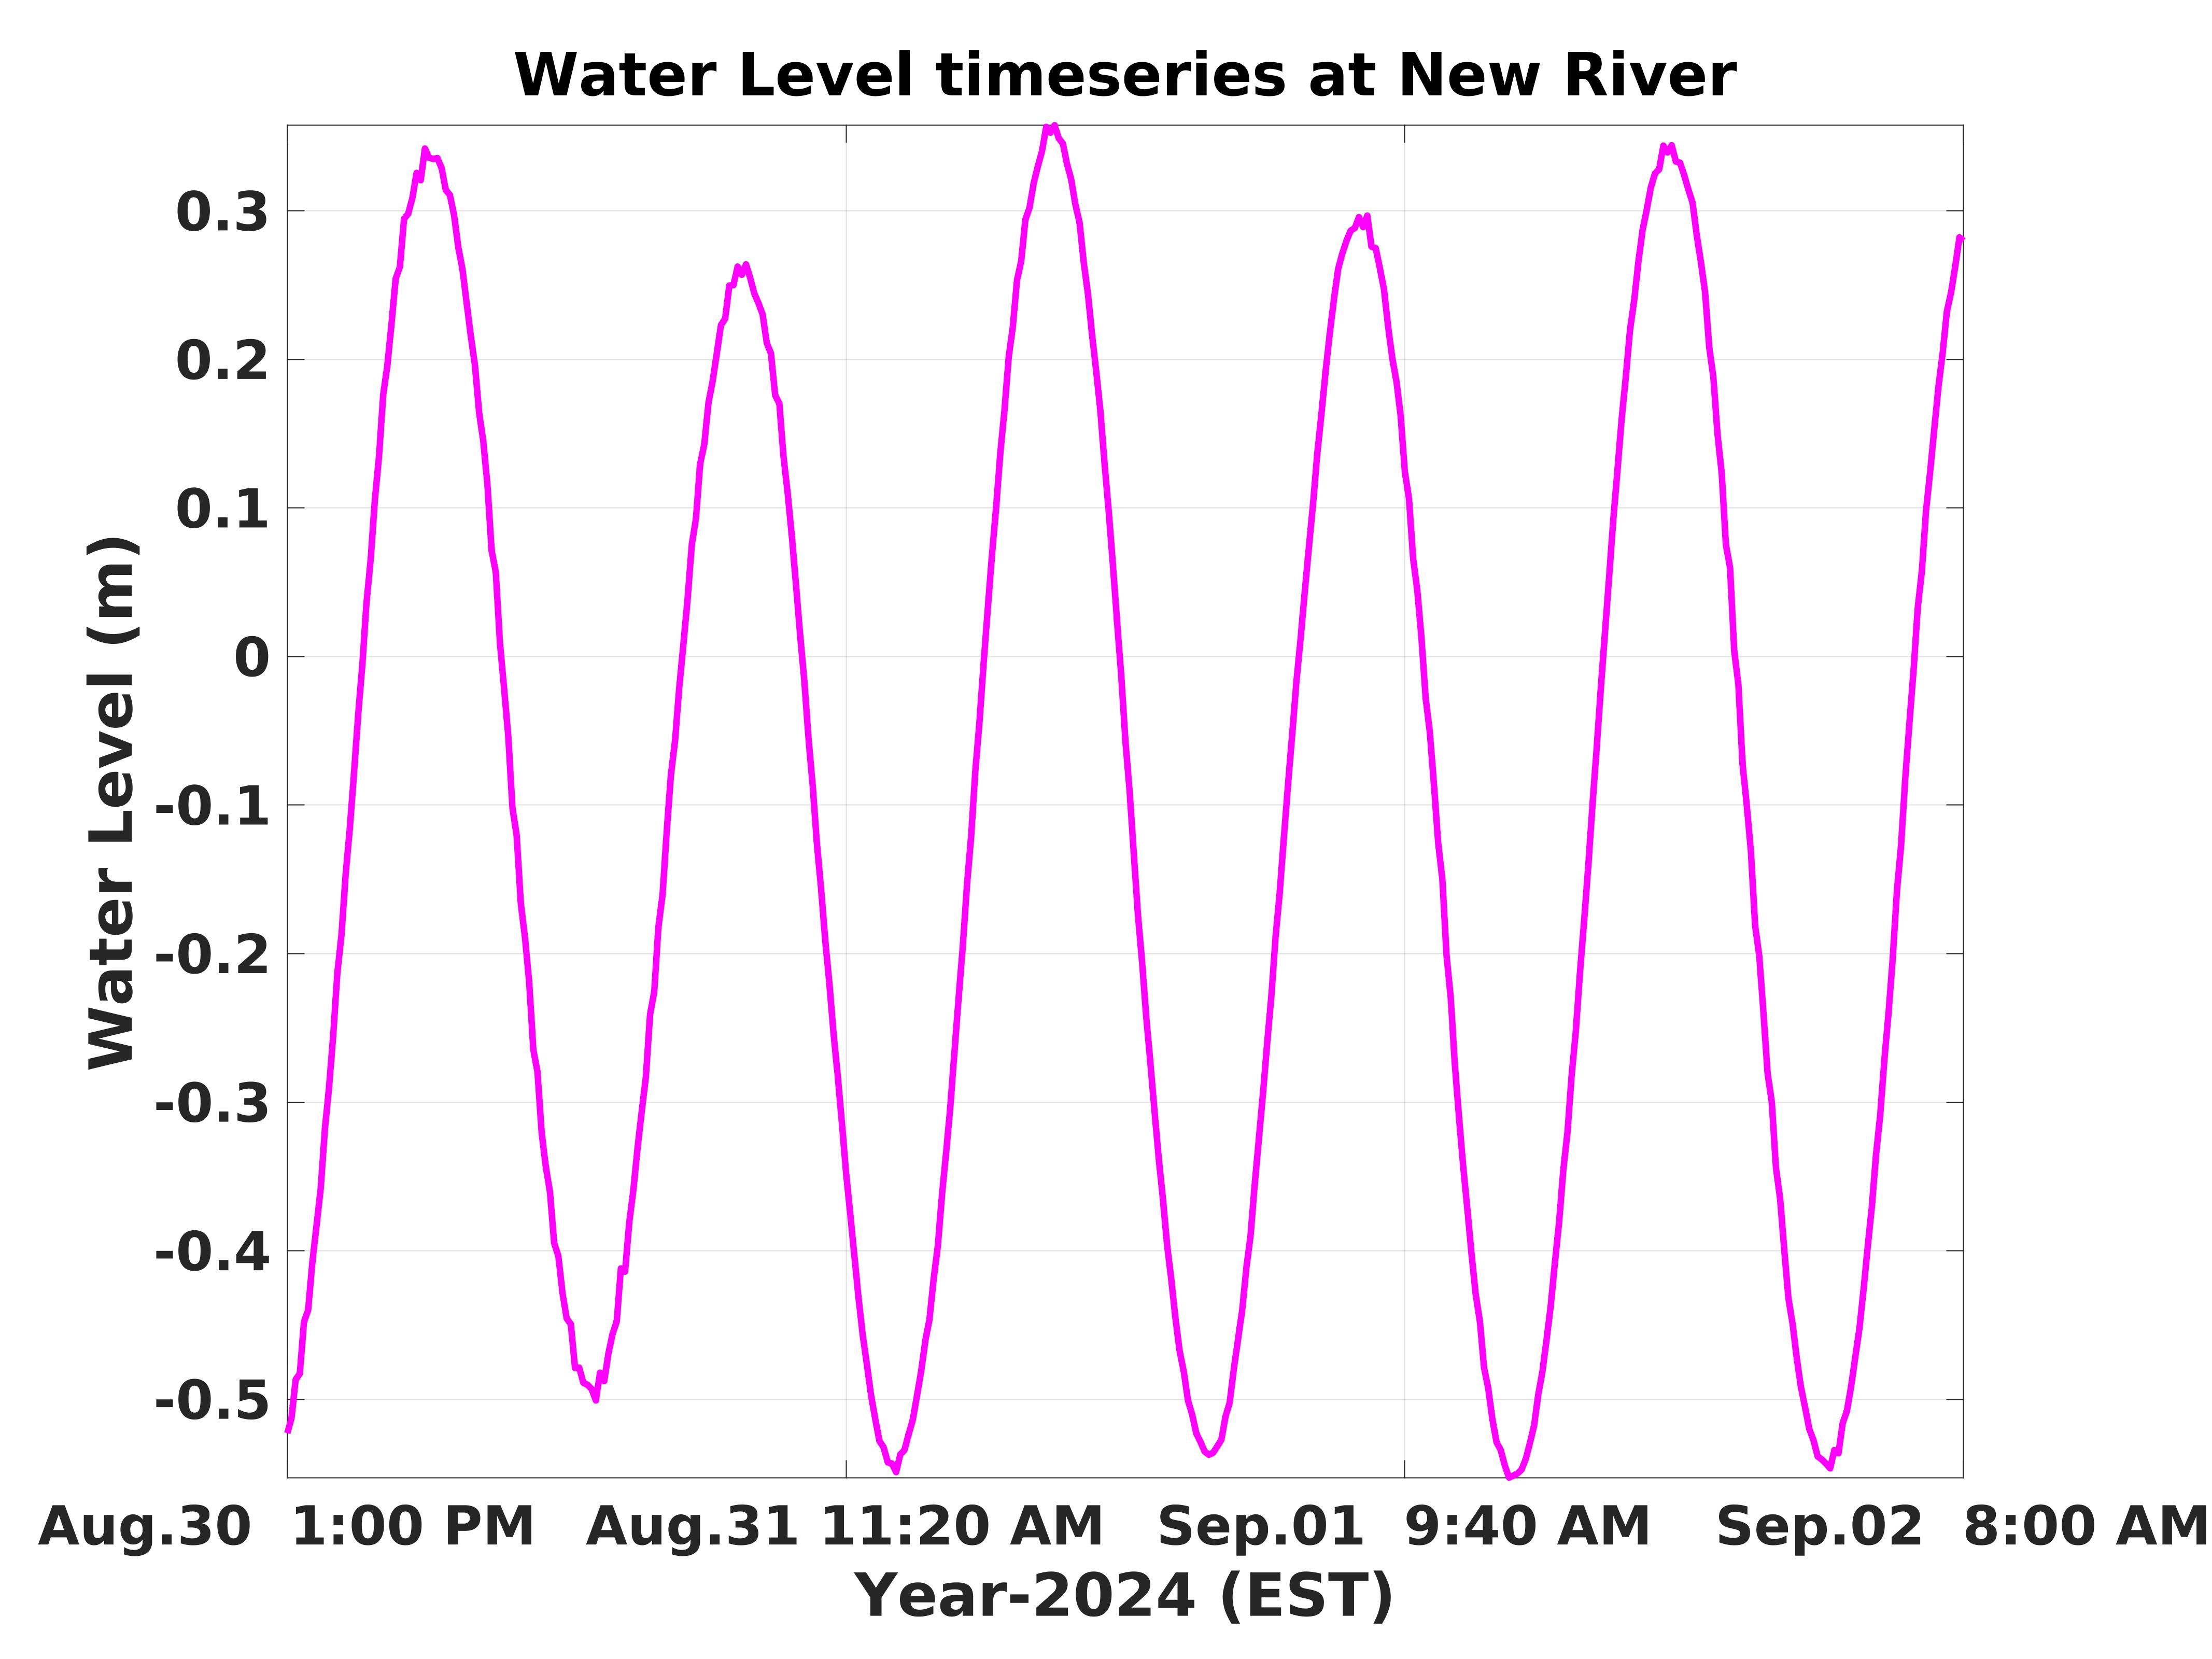 Water Level timeseries at New River
Water Level (m)
0.3
0.2
0.1
0
-0.1
-0.2
-0.3
-0.4
-0.5
Aug.30 1:00 PM Aug.31 11:20 AM Sep.01 9:40 AM Sep.02 8:00 AM
Year-2024 (EST)